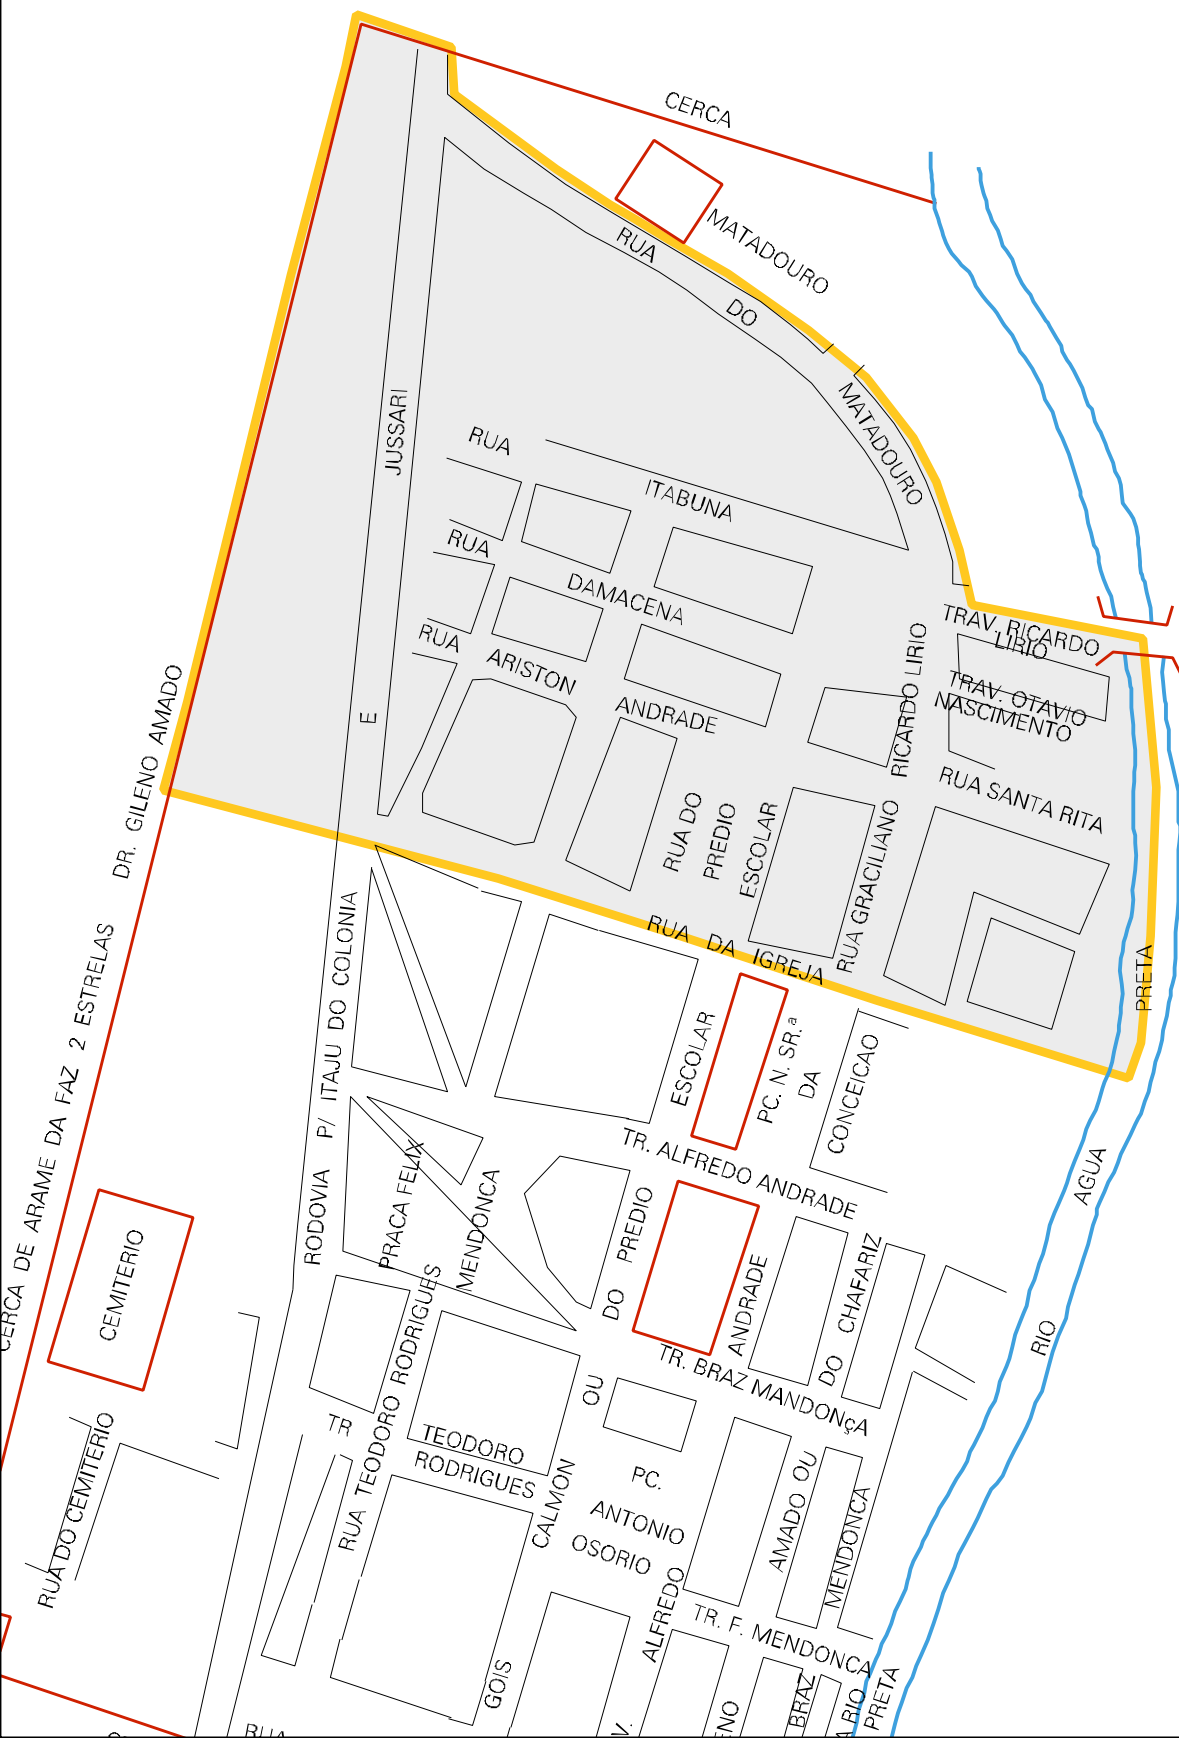 CERCA
MATADOURO
RUA
DO
MATADOURO
JUSSARI
RUA
ITABUNA
RUA
DAMACENA
RUA
ARISTON
ANDRADE
TRAV. RICARDO
LIRIO
RICARDO LIRIO
TRAV. OTAVIO
NASCIMENTO
RUA SANTA RITA
E
DR. GILENO AMADO
RUA DO
PREDIO
ESCOLAR
RUA GRACILIANO
RUA DA IGREJA
PRETA
CERCA DE ARAME DA FAZ 2 ESTRELAS
RODOVIA P/ ITAJU DO COLONIA
ESCOLAR
PC. N. SR.ª
DA
CONCEICAO
TR. ALFREDO ANDRADE
AGUA
PRACA FELIX
MENDONCA
DO PREDIO
CEMITERIO
ANDRADE
DO CHAFARIZ
RIO
TR. BRAZ MANDONçA
RUA TEODORO RODRIGUES
TR
TEODORO
RODRIGUES
OU
CALMON
PC.
ANTONIO
OSORIO
AMADO OU
MENDONCA
RUA DO CEMITERIO
ALFREDO
TR. F. MENDONCA
GOIS
V.
ENO
BRAZ
A RIO
PRETA
RUA